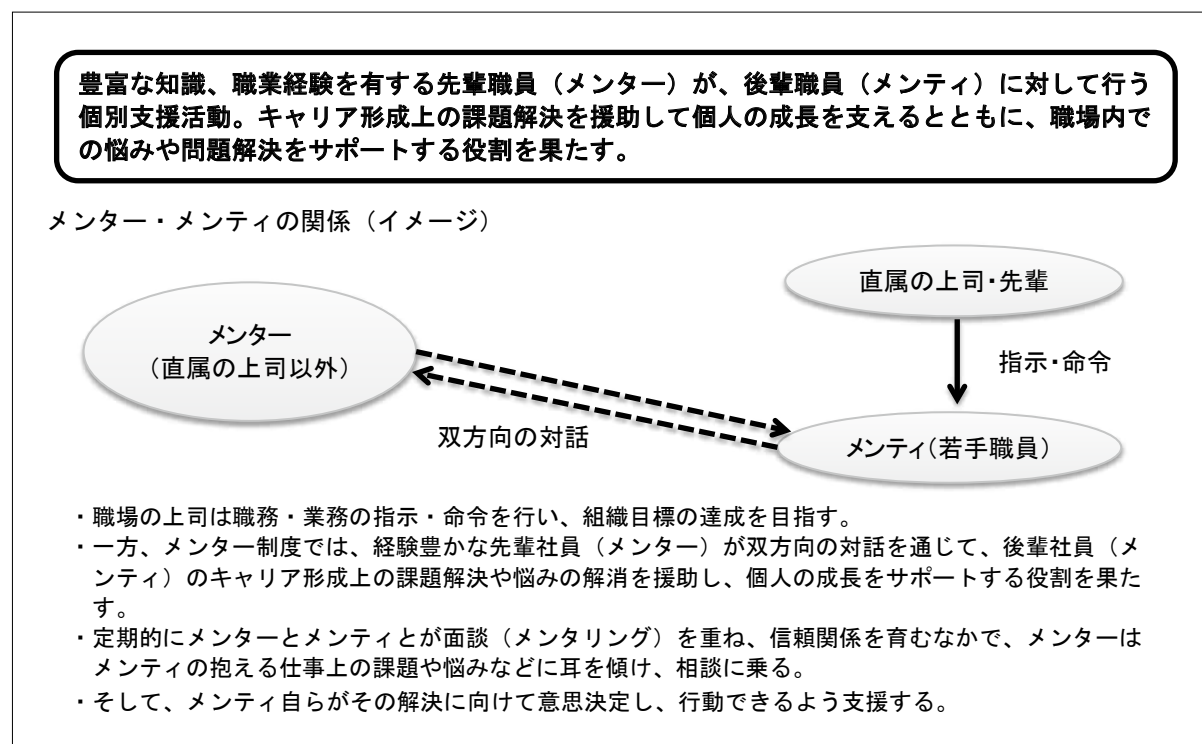 豊富な知識、職業経験を有する先輩職員（メンター）が、後輩職員（メンティ）に対して行う
個別支援活動。キャリア形成上の課題解決を援助して個人の成長を支えるとともに、職場内で
の悩みや問題解決をサポートする役割を果たす。
メンター・メンティの関係（イメージ）
直属の上司・先輩
メンター
（直属の上司以外）
指示・命令
双方向の対話
メンティ（若手職員）
・職場の上司は職務・業務の指示・命令を行い、組織目標の達成を目指す。
・一方、メンター制度では、経験豊かな先輩社員（メンター）が双方向の対話を通じて、後輩社員（メ
ンティ）のキャリア形成上の課題解決や悩みの解消を援助し、個人の成長をサポートする役割を果た
す。
・定期的にメンターとメンティとが面談（メンタリング）を重ね、信頼関係を育むなかで、メンターは
メンティの抱える仕事上の課題や悩みなどに耳を傾け、相談に乗る。
・そして、メンティ自らがその解決に向けて意思決定し、行動できるよう支援する。